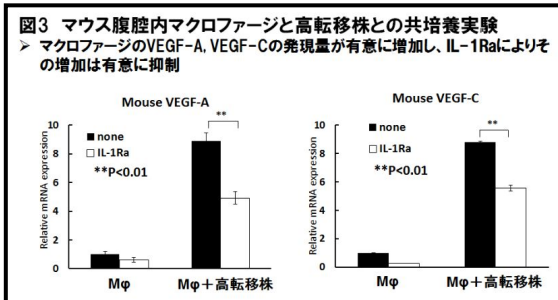 図3 マウス腹腔内マクロファージと高転移株との共培養実験
➢ マクロファージのVEGF-A, VEGF-Cの発現量が有意に増加し、IL-1Raによりそ
の増加は有意に抑制
Mouse VEGF-A
Relative mRNA expression
10
8
6
4
2
0
none
IL-1Ra
**P<0.01
**
Mφ
Mφ+高転移株
Mouse VEGF-C
Relative mRNA expression
10
8
6
4
2
0
none
IL-1Ra
**P<0.01
**
Mφ
Mφ+高転移株